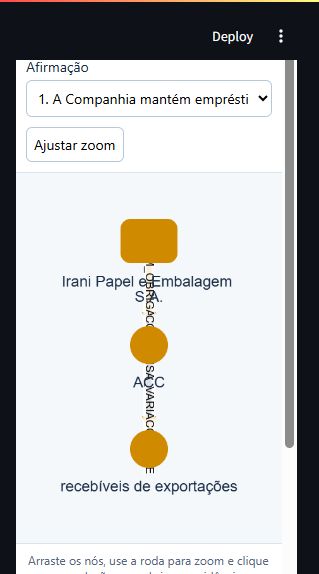 Deploy
Afirmação
1. A Companhia mantém emprésti
Ajustar zoom
Irani Papel e Embalagem
S.A.
ACC
recebíveis de exportações
Arraste os nós, use a roda para zoom e clique